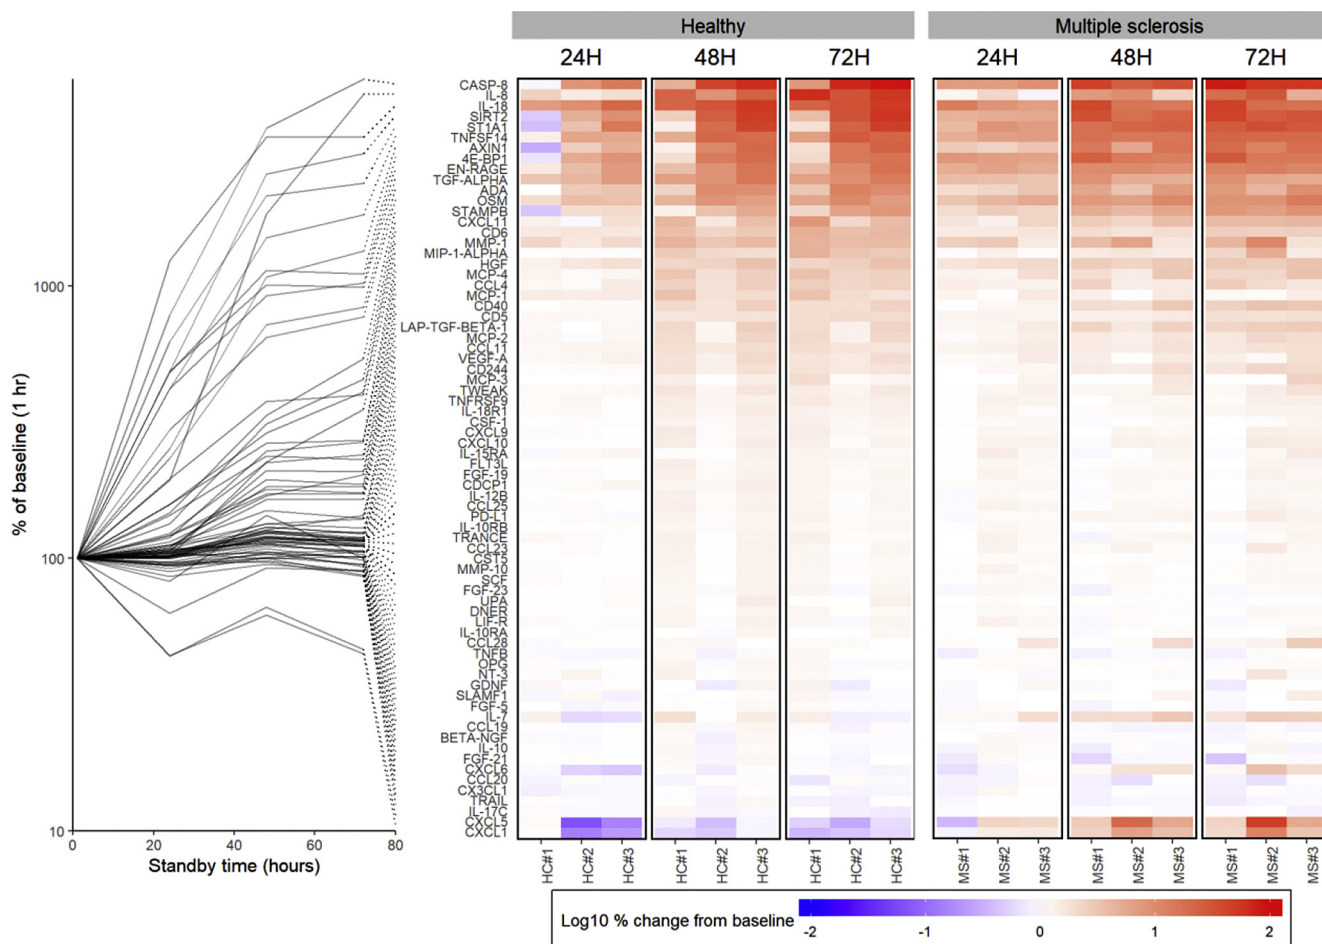 Healthy
Multiple sclerosis
24H 48H 72H 24H 48H 72H
% of baseline (1 hr)
1000
100
10
0 20 40 60 80
Standby time (hours)
CASP-8
IL-8
IL-18
SIRT2
ST1A1
TNFSF14
AXIN1
4E-BP1
EN-RAGE
TGF-ALPHA
ADA
OSM
STAMPB
CXCL11
CD6
MMP-1
MIP-1-ALPHA
HGF
MCP-4
CCL4
MCP-1
CD40
CD5
LAP-TGF-BETA-1
MCP-2
CCL11
VEGF-A
CD244
MCP-3
TWEAK
TNFRSF9
IL-18R1
CSF-1
CXCL9
CXCL10
IL-15RA
FLT3L
FGF-19
CDCP1
IL-12B
CCL25
PD-L1
IL-10RB
TRANCE
CCL23
CST5
MMP-10
SCF
FGF-23
UPA
DNER
LIF-R
IL-10RA
CCL28
TNFB
OPG
NT-3
GDNF
SLAMF1
FGF-5
IL-7
CCL19
BETA-NGF
IL-10
FGF-21
CXCL6
CCL20
CX3CL1
TRAIL
IL-17C
CXCL5
CXCL1
HC#1 HC#2 HC#3 HC#1 HC#2 HC#3 HC#1 HC#2 HC#3 MS#1 MS#2 MS#3 MS#1 MS#2 MS#3 MS#1 MS#2 MS#3
Log10 % change from baseline
-2 -1 0 1 2